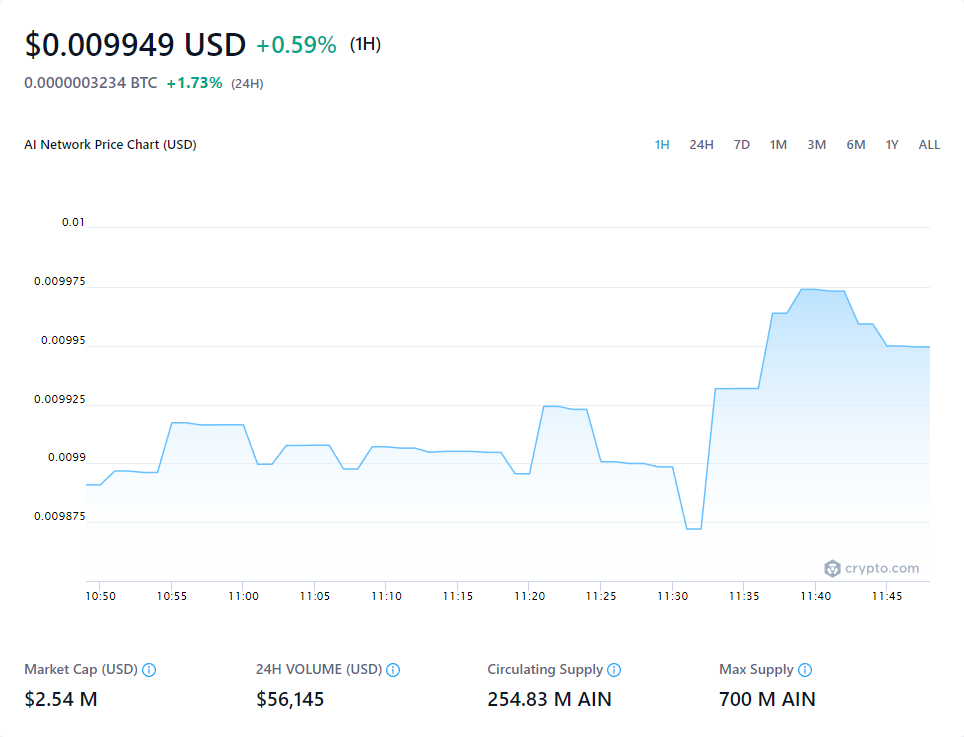 $0.009949 USD +0.59% (1H)
0.0000003234 BTC +1.73% (24H)
AI Network Price Chart (USD) 1H 24H 7D 1M 3M 6M 1Y ALL
0.01
0.009975
0.00995
0.009925
0.0099
0.009875
crypto.com
10:50 10:55 11:00 11:05 11:10 11:15 11:20 11:25 11:30 11:35 11:40 11:45
Market Cap (USD) 24H VOLUME (USD) Circulating Supply Max Supply
$2.54 M $56,145 254.83 M AIN 700 M AIN